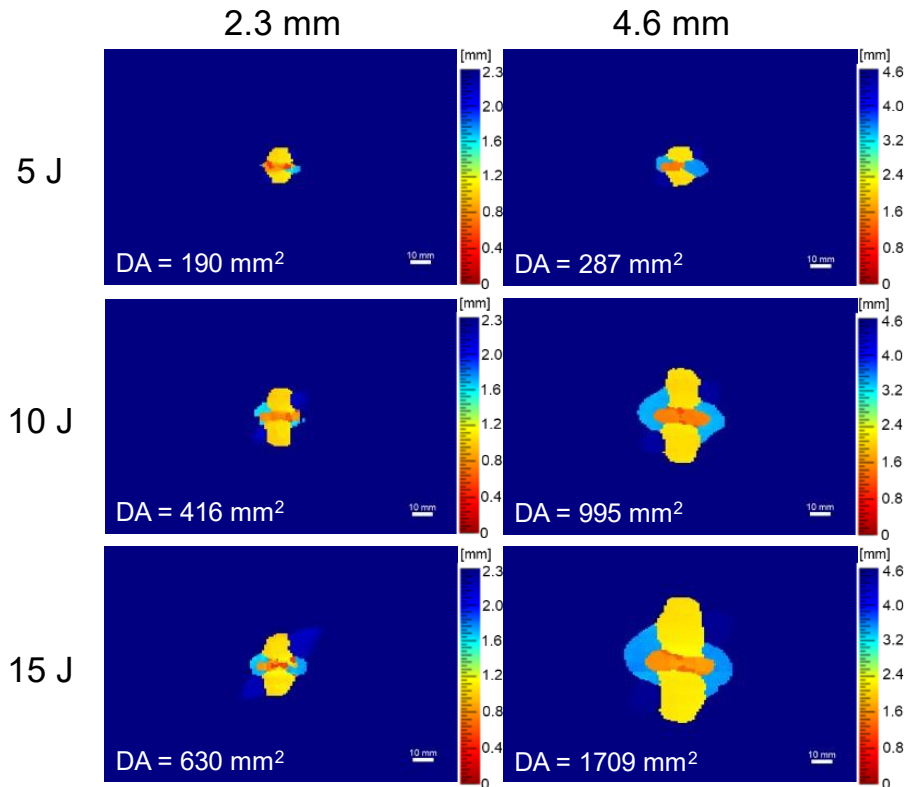 2.3 mm
4.6 mm
5 J
[mm]
2.3
2.0
1.6
1.2
0.8
0.4
0
DA = 190 mm²
10 mm
[mm]
4.6
4.0
3.2
2.4
1.6
0.8
0
DA = 287 mm²
10 mm
10 J
[mm]
2.3
2.0
1.6
1.2
0.8
0.4
0
DA = 416 mm²
10 mm
[mm]
4.6
4.0
3.2
2.6
1.6
0.8
0
DA = 995 mm²
10 mm
15 J
[mm]
2.3
2.0
1.6
1.2
0.8
0.4
0
DA = 630 mm²
10 mm
[mm]
4.6
4.0
3.2
2.4
1.6
0.8
0
DA = 1709 mm²
10 mm